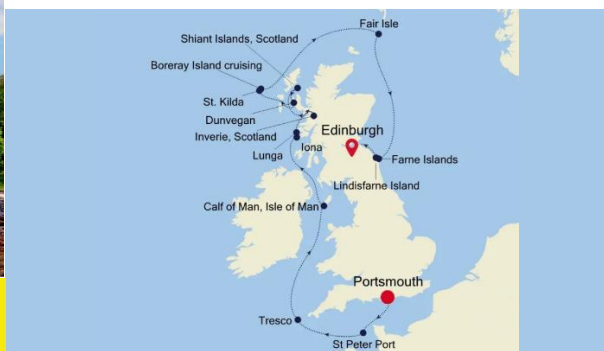 Fair Isle
Shiant Islands, Scotland
Boreray Island cruising
St. Kilda
Dunvegan
Inverie, Scotland
Edinburgh
Iona
Lunga
Farne Islands
Lindisfarne Island
Calf of Man, Isle of Man
Portsmouth
Tresco
St Peter Port